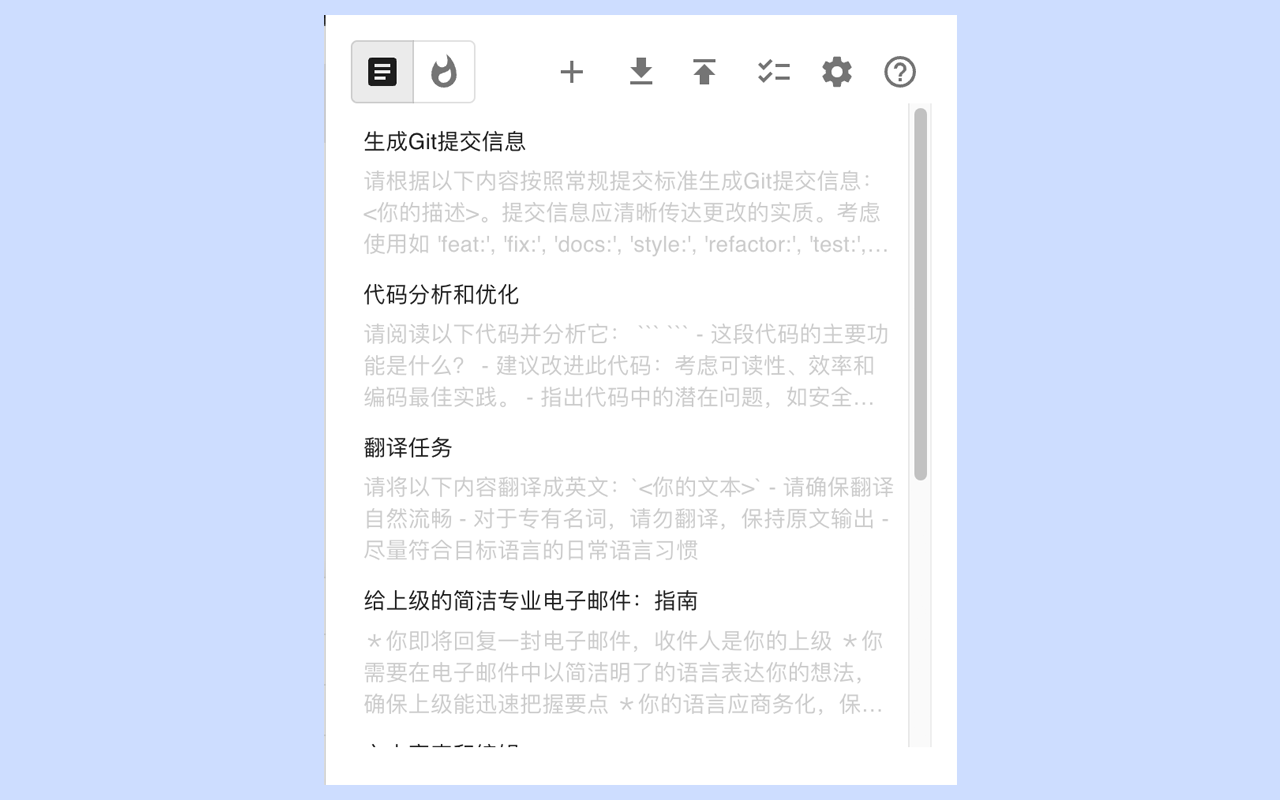 生成Git提交信息
请根据以下内容按照常规提交标准生成Git提交信息：
<你的描述>。提交信息应清晰传达更改的实质。考虑
使用如 'feat:', 'fix:', 'docs:', 'style:', 'refactor:', 'test:',...
代码分析和优化
请阅读以下代码并分析它： ``` ``` - 这段代码的主要功
能是什么？ - 建议改进此代码：考虑可读性、效率和
编码最佳实践。 - 指出代码中的潜在问题，如安全...
翻译任务
请将以下内容翻译成英文：`<你的文本>` - 请确保翻译
自然流畅 - 对于专有名词，请勿翻译，保持原文输出 -
尽量符合目标语言的日常语言习惯
给上级的简洁专业电子邮件：指南
＊你即将回复一封电子邮件，收件人是你的上级 ＊你
需要在电子邮件中以简洁明了的语言表达你的想法，
确保上级能迅速把握要点 ＊你的语言应商务化，保...